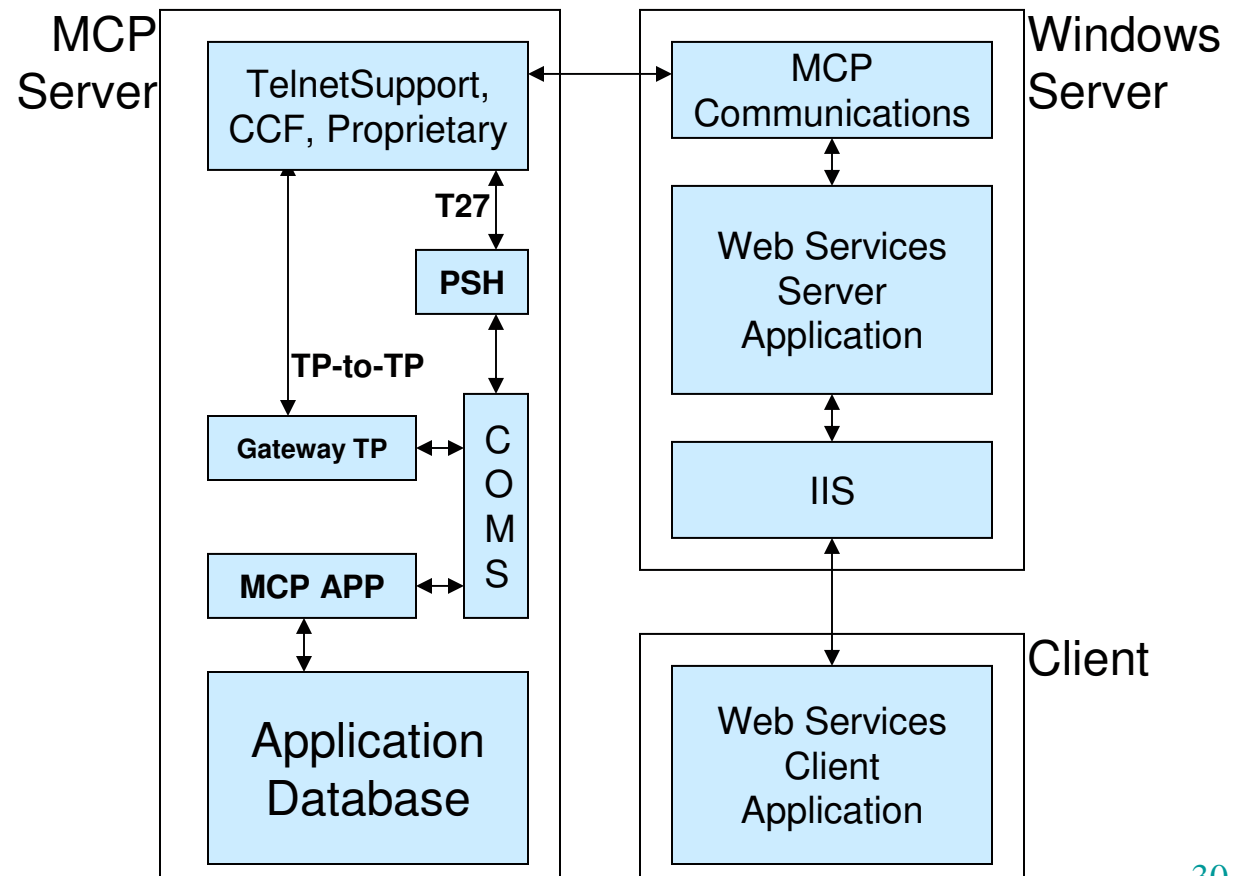 MCP
Server
TelnetSupport,
CCF, Proprietary
T27
PSH
TP-to-TP
Gateway TP
C
O
M
S
MCP APP
Application
Database
Windows
Server
MCP
Communications
Web Services
Server
Application
IIS
Client
Web Services
Client
Application
30